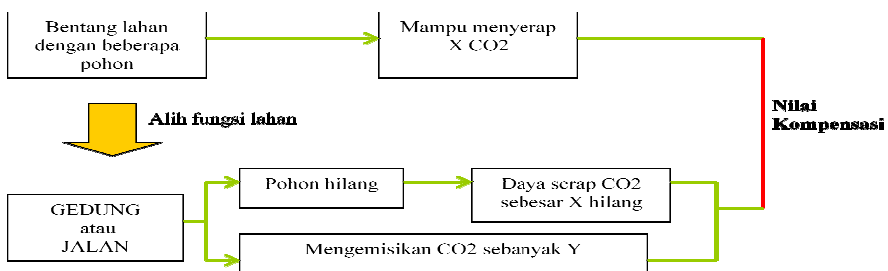 Bentang lahan
dengan beberapa
pohon
Mampu menyerap
X CO2
Nilai
Kompensasi
Alih fungsi lahan
Pohon hilang
Daya serap CO2
sebesar X hilang
GEDUNG
atau
JALAN
Mengemisikan CO2 sebanyak Y